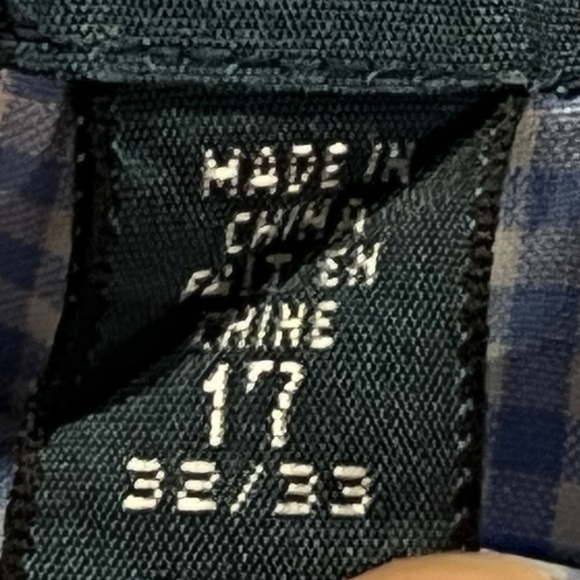 MADE IN
CHINA
FAIT EN
CHINE
17
32/33